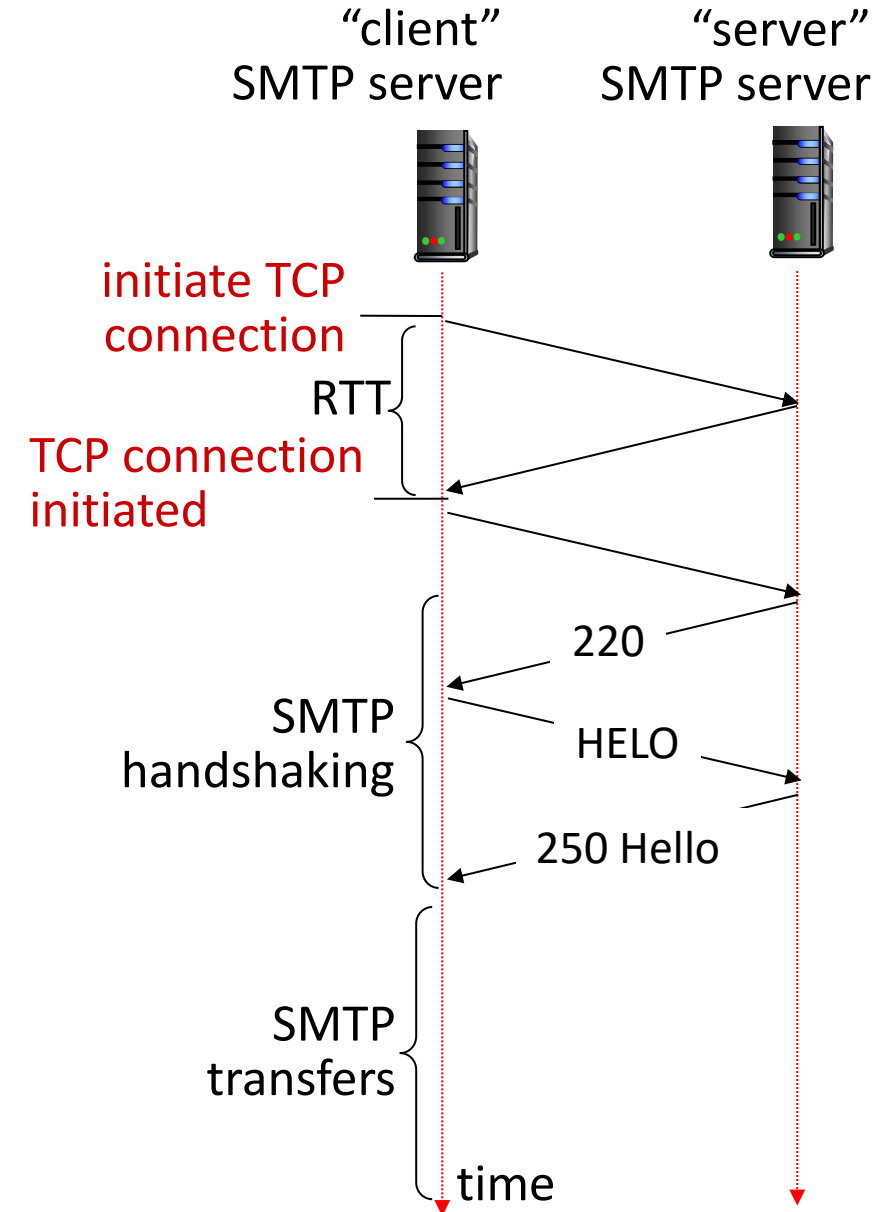 “client”
SMTP server
“server”
SMTP server
initiate TCP
connection
RTT
TCP connection
initiated
220
SMTP
handshaking
HELO
250 Hello
SMTP
transfers
time